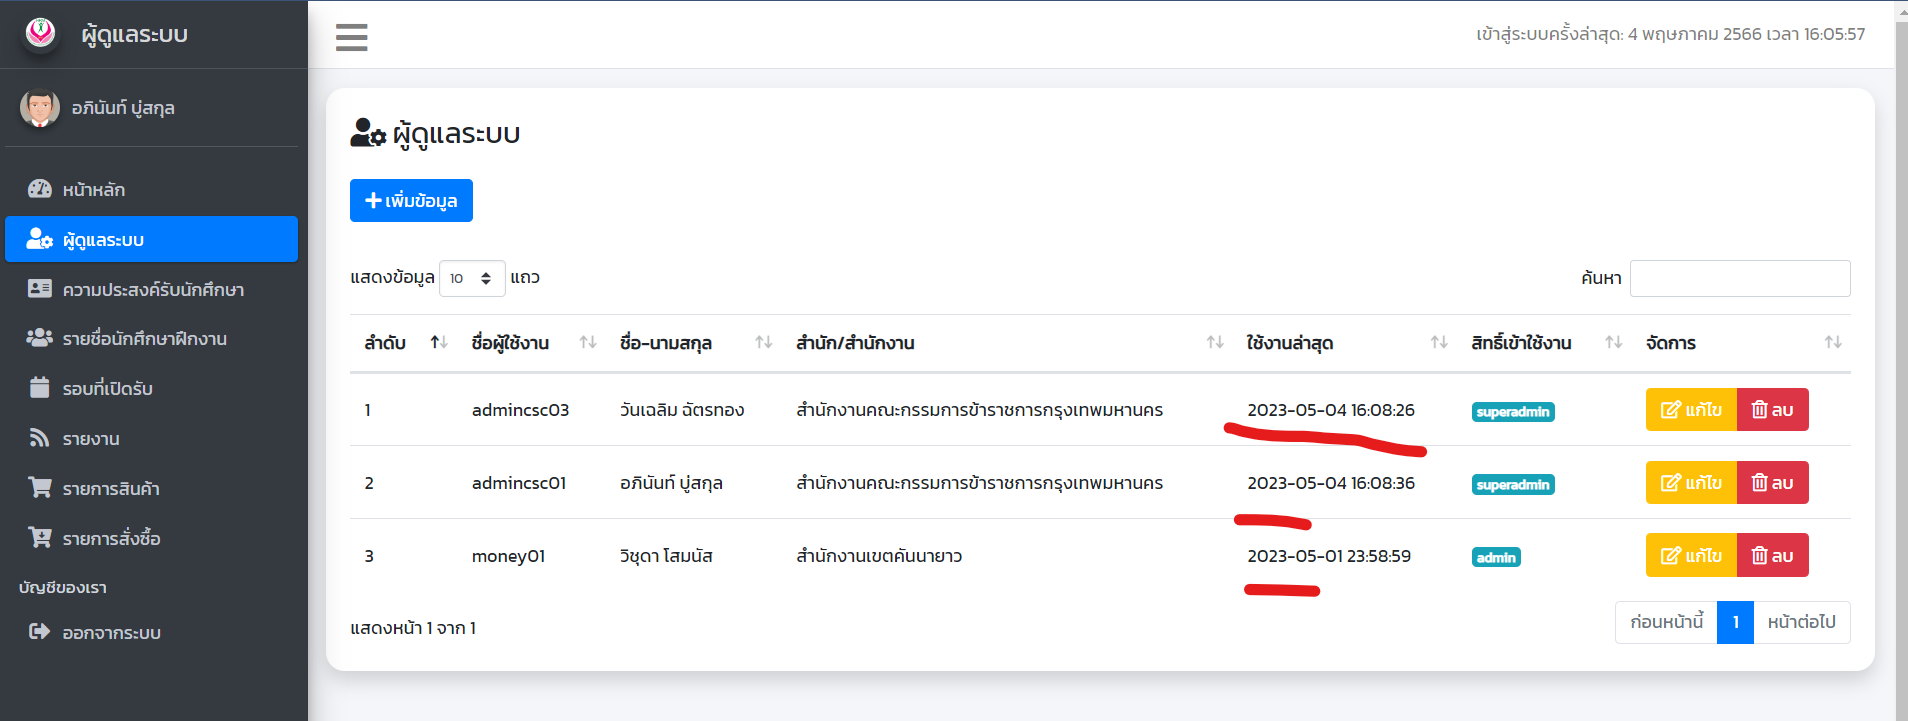 ผู้ดูแลระบบ
เข้าสู่ระบบครั้งล่าสุด: 4 พฤษภาคม 2566 เวลา 16:05:57
อภินันท์ บู่สกุล
หน้าหลัก
ผู้ดูแลระบบ
ความประสงค์รับนักศึกษา
รายชื่อนักศึกษาฝึกงาน
รอบที่เปิดรับ
รายงาน
รายการสินค้า
รายการสั่งซื้อ
บัญชีของเรา
ออกจากระบบ
ผู้ดูแลระบบ
เพิ่มข้อมูล
แสดงข้อมูล 10 แถว
ค้นหา
ลำดับ ชื่อผู้ใช้งาน ชื่อ-นามสกุล สำนัก/สำนักงาน ใช้งานล่าสุด สิทธิ์เข้าใช้งาน จัดการ
1 admincsc03 วันเฉลิม ฉัตรทอง สำนักงานคณะกรรมการข้าราชการกรุงเทพมหานคร 2023-05-04 16:08:26 superadmin แก้ไข ลบ
2 admincsc01 อภินันท์ บู่สกุล สำนักงานคณะกรรมการข้าราชการกรุงเทพมหานคร 2023-05-04 16:08:36 superadmin แก้ไข ลบ
3 money01 วิชุดา โสมนัส สำนักงานเขตคันนายาว 2023-05-01 23:58:59 admin แก้ไข ลบ
แสดงหน้า 1 จาก 1
ก่อนหน้านี้ 1 หน้าต่อไป